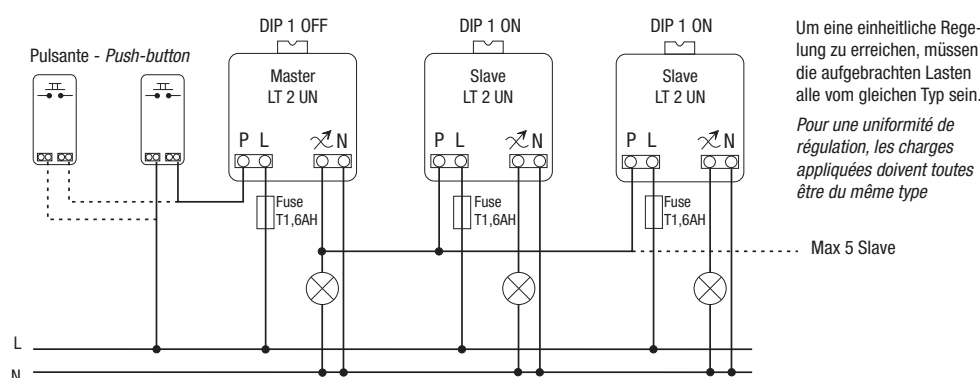 DIP 1 OFF
DIP 1 ON
DIP 1 ON
Pulsante - Push-button
Master
LT 2 UN
Slave
LT 2 UN
Slave
LT 2 UN
P L N
P L N
P L N
Fuse
T1,6AH
Fuse
T1,6AH
Fuse
T1,6AH
Max 5 Slave
L
N
Um eine einheitliche Rege-
lung zu erreichen, müssen
die aufgebrachten Lasten
alle vom gleichen Typ sein.
Pour une uniformité de
régulation, les charges
appliquées doivent toutes
être du même type